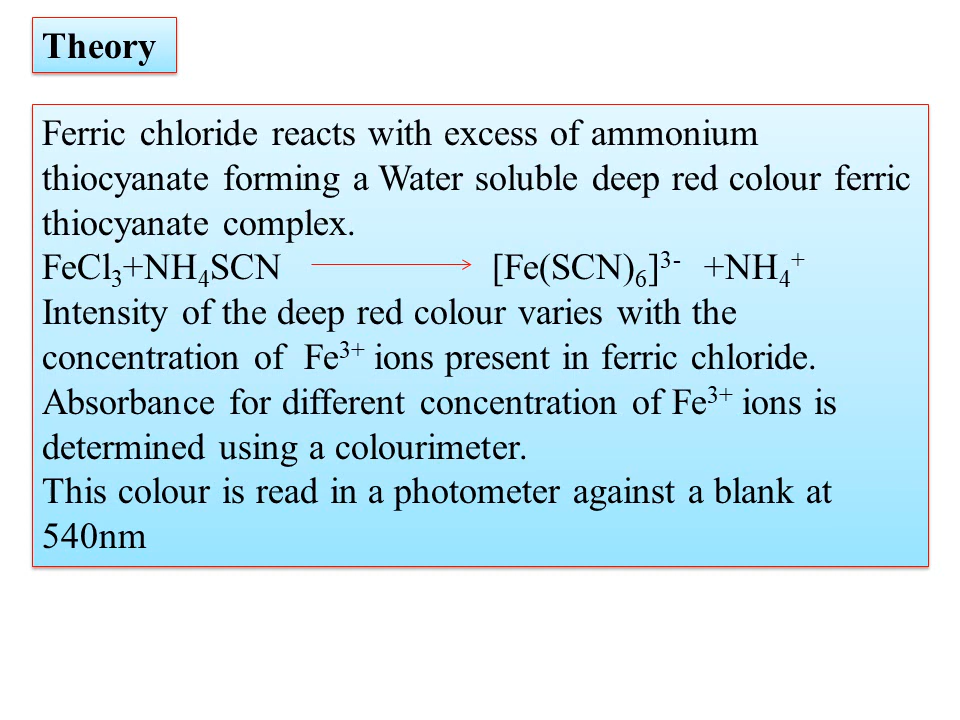 Theory
Ferric chloride reacts with excess of ammonium
thiocyanate forming a Water soluble deep red colour ferric
thiocyanate complex.
FeCl₃+NH₄SCN → [Fe(SCN)₆]³⁻ +NH₄⁺
Intensity of the deep red colour varies with the
concentration of Fe³⁺ ions present in ferric chloride.
Absorbance for different concentration of Fe³⁺ ions is
determined using a colourimeter.
This colour is read in a photometer against a blank at
540nm